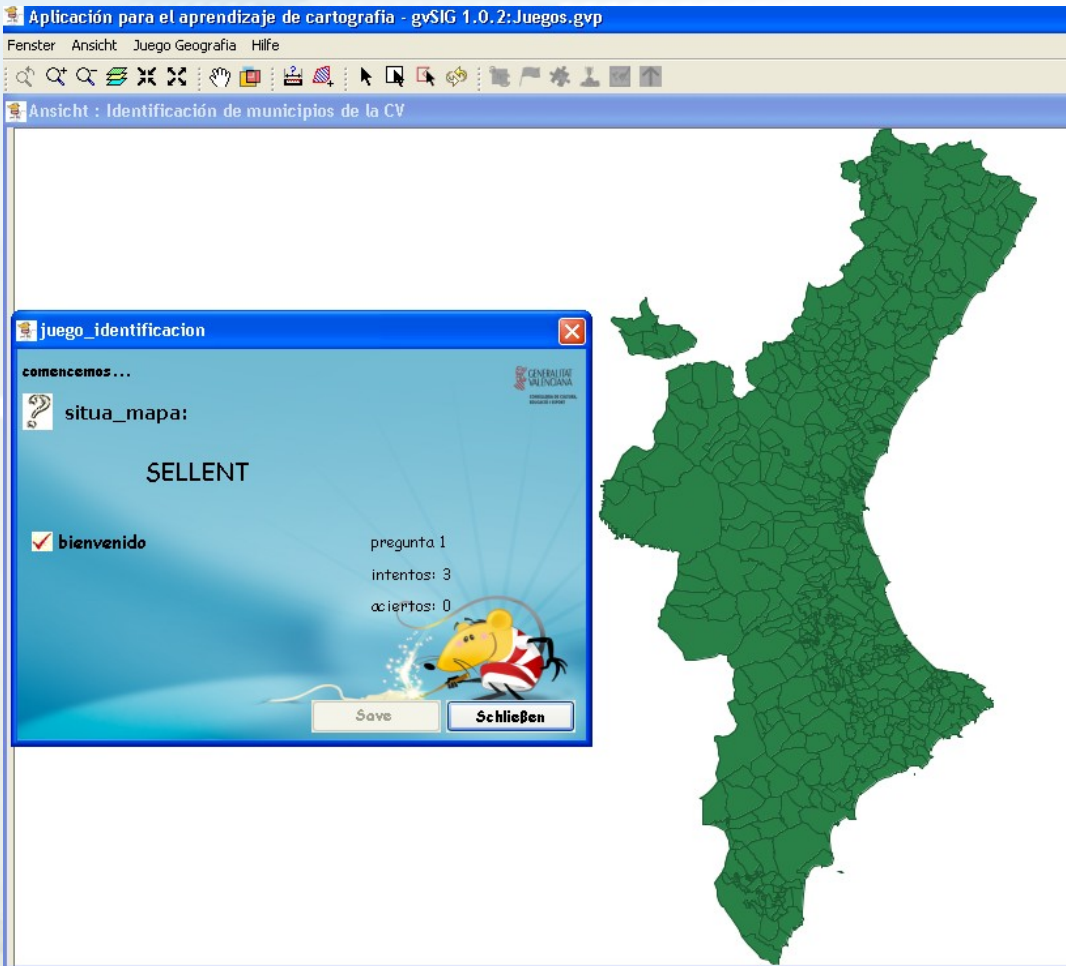 Aplicación para el aprendizaje de cartografia - gvSIG 1.0.2:Juegos.gvp
Fenster Ansicht Juego Geografia Hilfe
Ansicht : Identificación de municipios de la CV
juego_identificacion
comencemos...
GENERALITAT
VALENCIANA
situa_mapa:
SELLENT
bienvenido
pregunta 1
intentos: 3
aciertos: 0
Save
Schließen